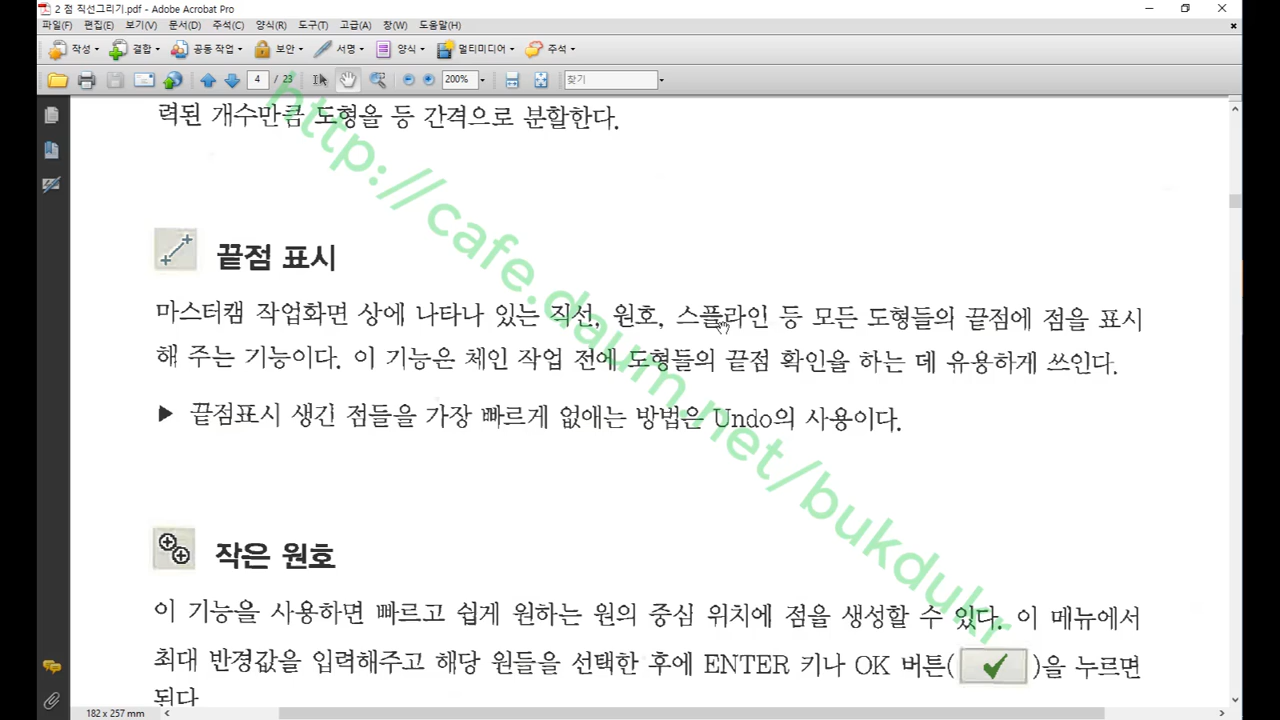 2 점 직선그리기.pdf - Adobe Acrobat Pro
파일(F) 편집(E) 보기(V) 문서(D) 주석(C) 양식(R) 도구(T) 고급(A) 창(W) 도움말(H)
작성 결합 공동 작업 보안 서명 양식 멀티미디어 주석
4 / 23 200% 찾기
력된 개수만큼 도형을 등 간격으로 분할한다.
끝점 표시
마스터캠 작업화면 상에 나타나 있는 직선, 원호, 스플라인 등 모든 도형들의 끝점에 점을 표시
해 주는 기능이다. 이 기능은 체인 작업 전에 도형들의 끝점 확인을 하는 데 유용하게 쓰인다.
▶ 끝점표시 생긴 점들을 가장 빠르게 없애는 방법은 Undo의 사용이다.
작은 원호
이 기능을 사용하면 빠르고 쉽게 원하는 원의 중심 위치에 점을 생성할 수 있다. 이 메뉴에서
최대 반경값을 입력해주고 해당 원들을 선택한 후에 ENTER 키나 OK 버튼( )을 누르면
된다
http://cafe.daum.net/bukdukr
182 x 257 mm